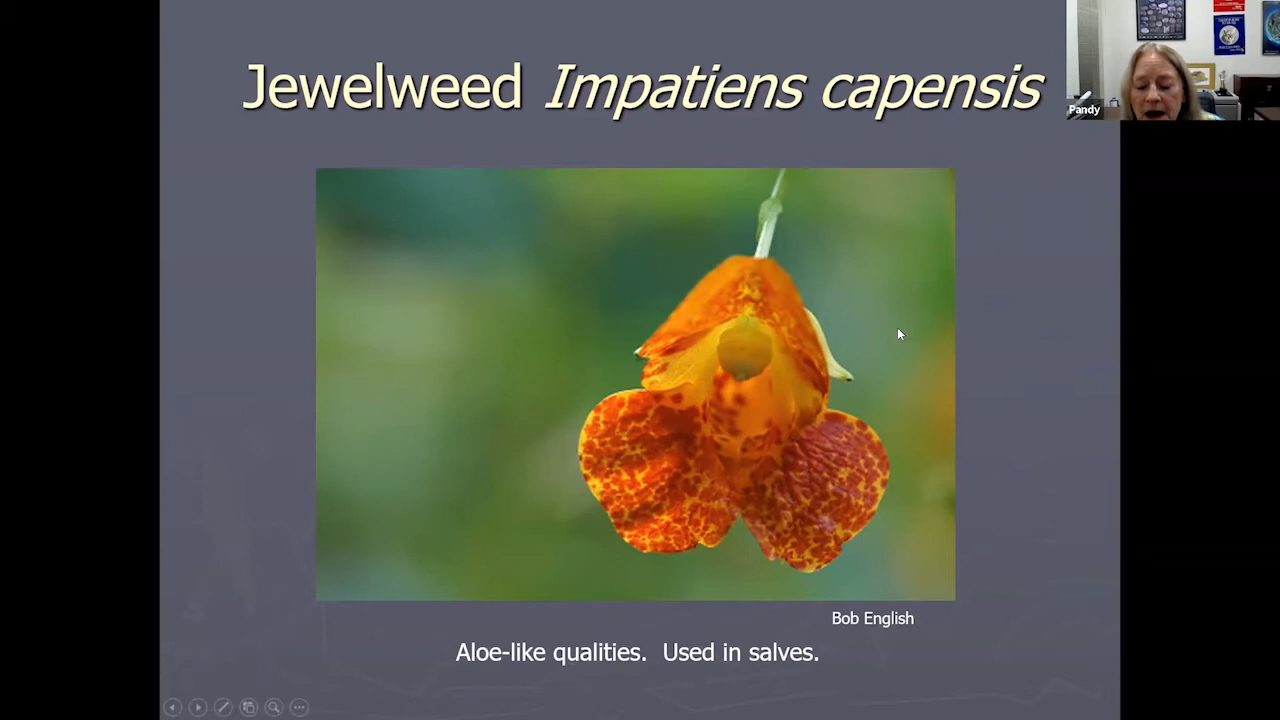 Jewelweed Impatiens capensis
Pandy
Bob English
Aloe-like qualities.  Used in salves.